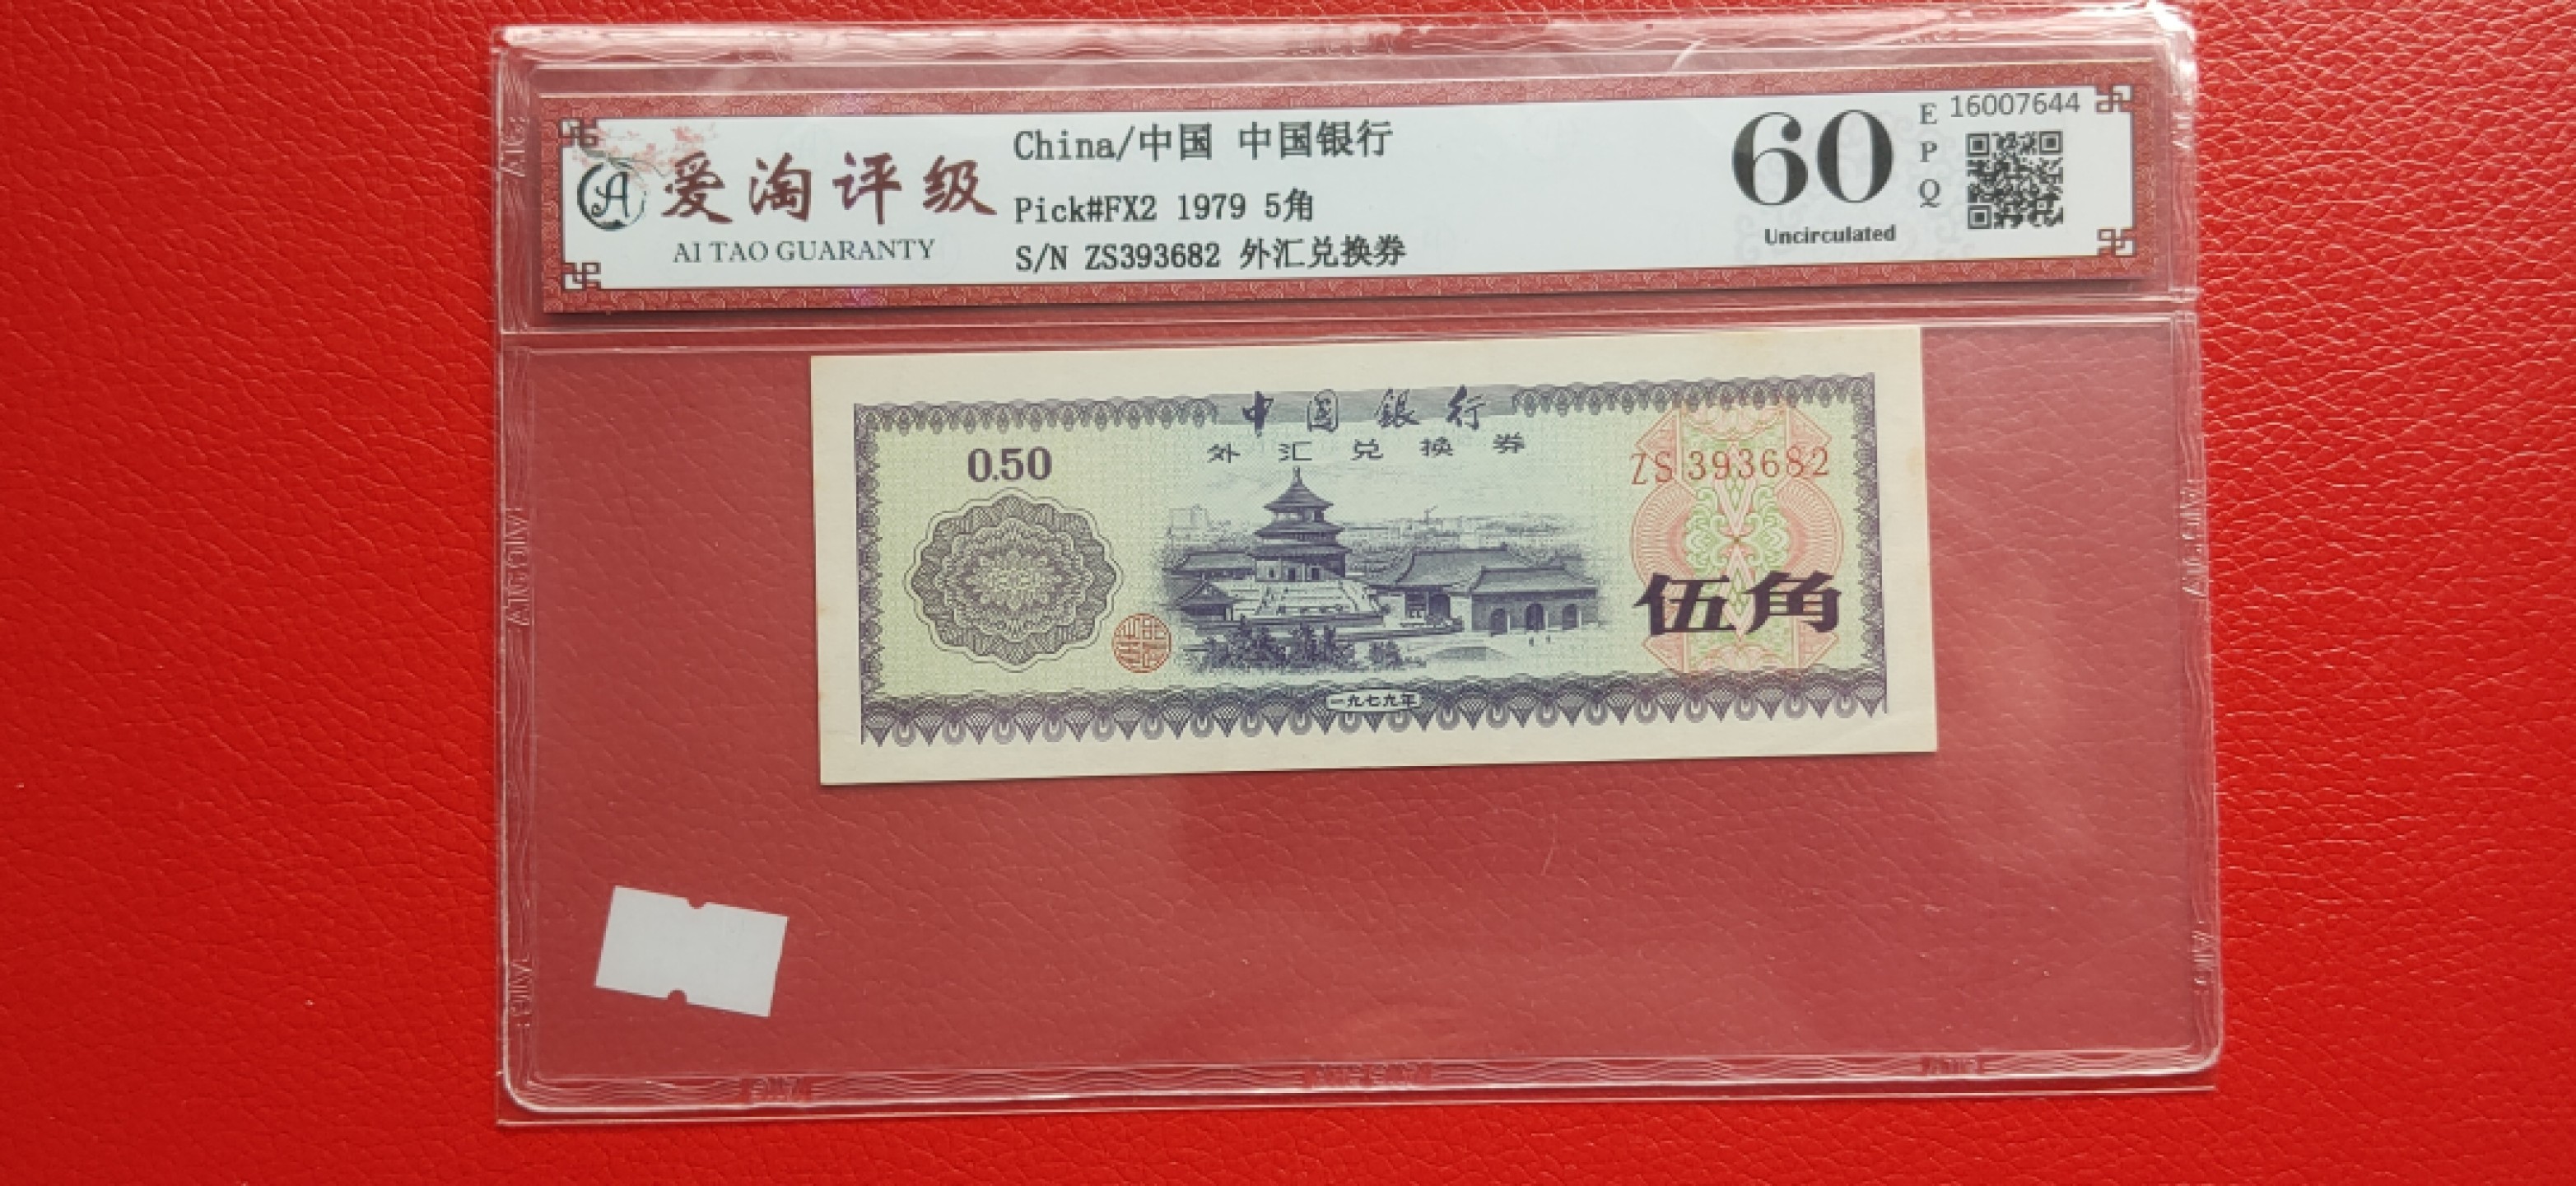 爱淘评级
AI TAO GUARANTY
China/中国 中国银行
Pick#FX2 1979 5角
S/N ZS393682 外汇兑换券
60
Uncirculated
EPQ
16007644
中国銀行
外汇兑换券
0.50
ZS 393682
伍角
一九七九年